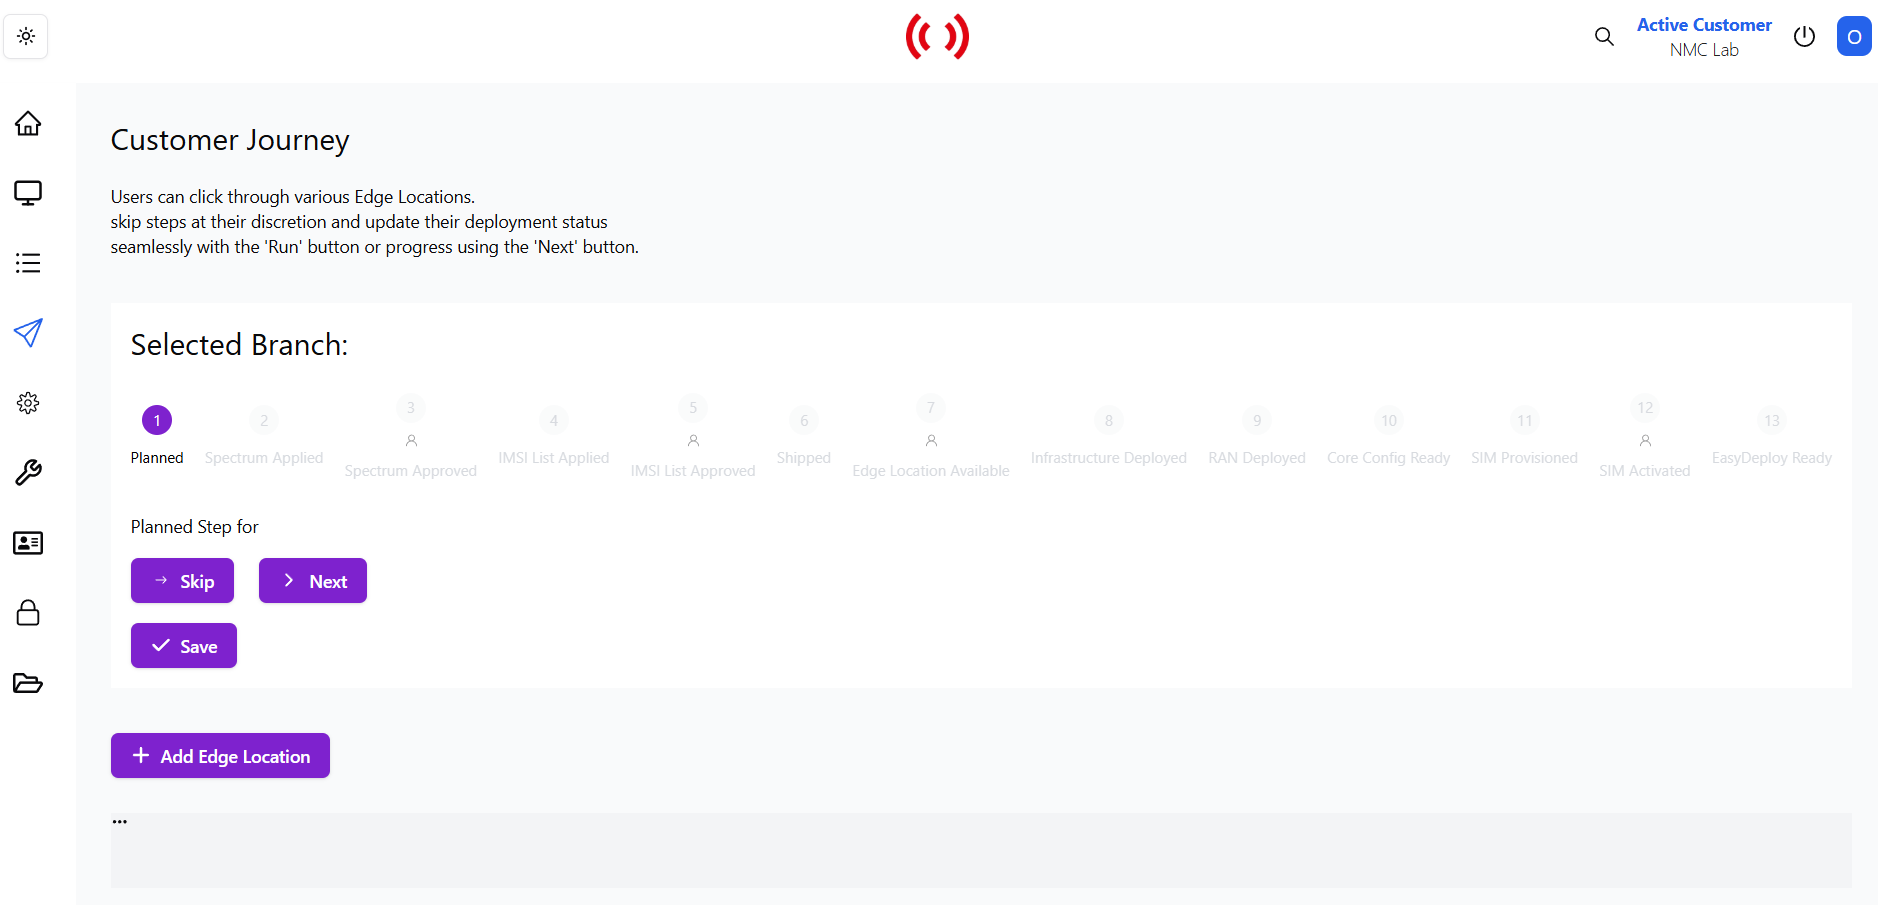 Active Customer
NMC Lab
O
Customer Journey
Users can click through various Edge Locations.
skip steps at their discretion and update their deployment status
seamlessly with the 'Run' button or progress using the 'Next' button.
Selected Branch:
1
Planned
2
Spectrum Applied
3
Spectrum Approved
4
IMSI List Applied
5
IMSI List Approved
6
Shipped
7
Edge Location Available
8
Infrastructure Deployed
9
RAN Deployed
10
Core Config Ready
11
SIM Provisioned
12
SIM Activated
13
EasyDeploy Ready
Planned Step for
Skip
Next
Save
Add Edge Location
...